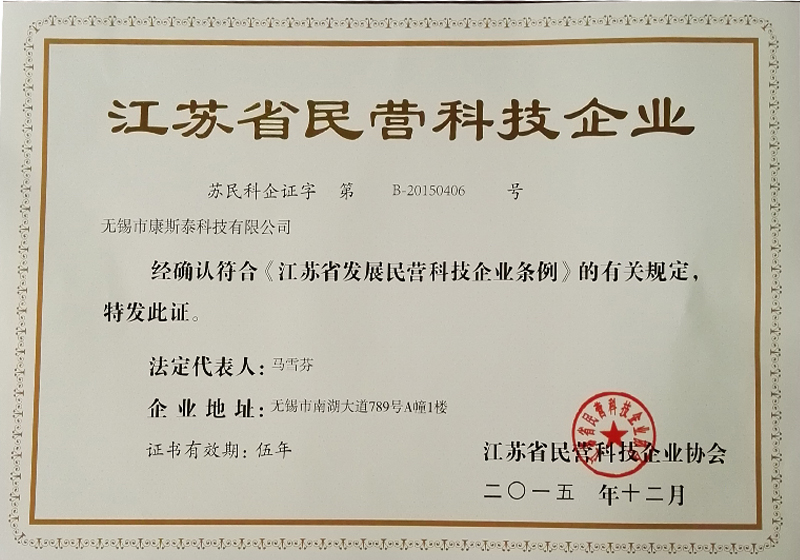 江苏省民营科技企业
苏民科企证字 第 B-20150406 号
无锡市康斯泰科技有限公司
经确认符合《江苏省发展民营科技企业条例》的有关规定，
特发此证。
法定代表人：马雪芬
企业地址：无锡市南湖大道789号A幢1楼
证书有效期：伍年
江苏省民营科技企业协会
二〇一五 年十二月